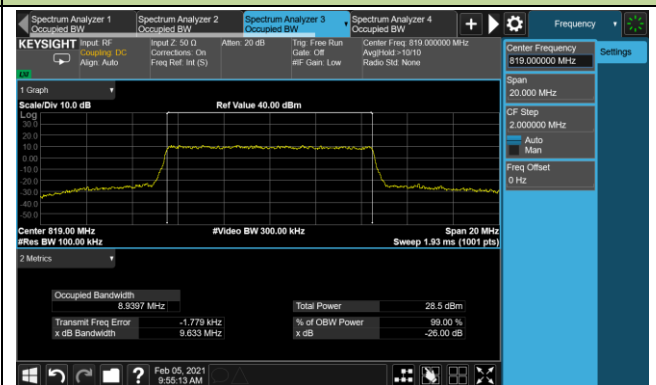 Spectrum Analyzer 1
Occupied BW
Spectrum Analyzer 2
Occupied BW
Spectrum Analyzer 3
Occupied BW
Spectrum Analyzer 4
Occupied BW
Frequency
KEYSIGHT
Input: RF
Coupling: DC
Align: Auto
Input Z: 50 Ω
Corrections: On
Freq Ref: Int (S)
Atten: 20 dB
Trig: Free Run
Gate: Off
#IF Gain: Low
Center Freq: 819.000000 MHz
Avg|Hold:>10/10
Radio Std: None
Center Frequency
819.000000 MHz
Settings
Span
20.000 MHz
CF Step
2.000000 MHz
Auto
Man
Freq Offset
0 Hz
1 Graph
Scale/Div 10.0 dB
Ref Value 40.00 dBm
Log
30.0
20.0
10.0
0.00
-10.0
-20.0
-30.0
-40.0
-50.0
Center 819.00 MHz
#Video BW 300.00 kHz
Span 20 MHz
#Res BW 100.00 kHz
Sweep 1.93 ms (1001 pts)
2 Metrics
Occupied Bandwidth
8.9397 MHz
Total Power 28.5 dBm
Transmit Freq Error -1.779 kHz
% of OBW Power 99.00 %
x dB Bandwidth 9.633 MHz
x dB -26.00 dB
Feb 05, 2021
9:55:13 AM